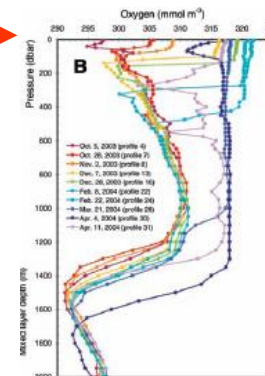 Oxygen (mmol m⁻³)
290 295 300 305 310 315 320
0
200
400
600
800
1000
1200
1400
1600
1800
B
Pressure (dbar)
Mixed layer depth (m)
Oct. 5, 2003 (profile 4)
Oct. 26, 2003 (profile 7)
Nov. 2, 2003 (profile 8)
Dec. 7, 2003 (profile 13)
Dec. 28, 2003 (profile 16)
Feb. 8, 2004 (profile 22)
Feb. 22, 2004 (profile 24)
Mar. 21, 2004 (profile 28)
Apr. 4, 2004 (profile 30)
Apr. 11, 2004 (profile 31)